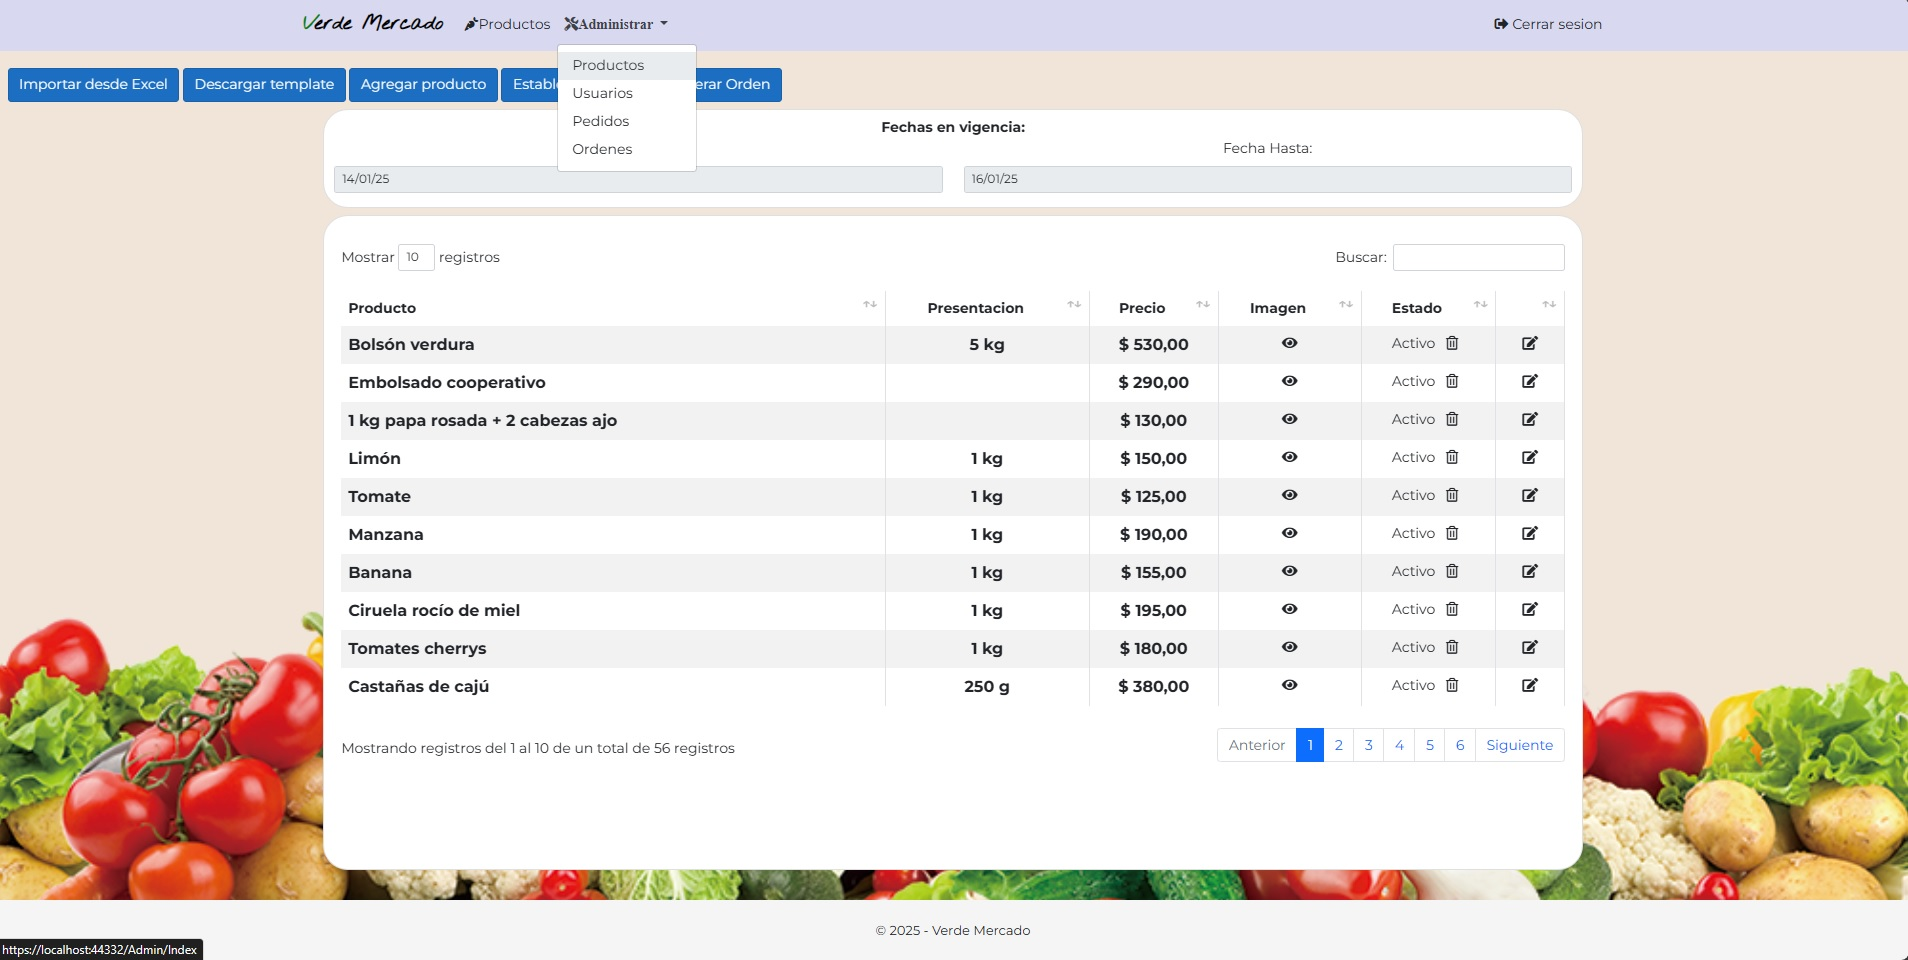 Verde Mercado Productos Administrar Cerrar sesion
Productos
Usuarios
Pedidos
Ordenes
Importar desde Excel Descargar template Agregar producto Orden
Fechas en vigencia:
Fecha Hasta:
14/01/25 16/01/25
Mostrar 10 registros Buscar:
Producto Presentacion Precio Imagen Estado
Bolsón verdura 5 kg $ 530,00 Activo
Embolsado cooperativo $ 290,00 Activo
1 kg papa rosada + 2 cabezas ajo $ 130,00 Activo
Limón 1 kg $ 150,00 Activo
Tomate 1 kg $ 125,00 Activo
Manzana 1 kg $ 190,00 Activo
Banana 1 kg $ 155,00 Activo
Ciruela rocío de miel 1 kg $ 195,00 Activo
Tomates cherrys 1 kg $ 180,00 Activo
Castañas de cajú 250 g $ 380,00 Activo
Mostrando registros del 1 al 10 de un total de 56 registros Anterior 1 2 3 4 5 6 Siguiente
© 2025 - Verde Mercado
https://localhost:44332/Admin/Index